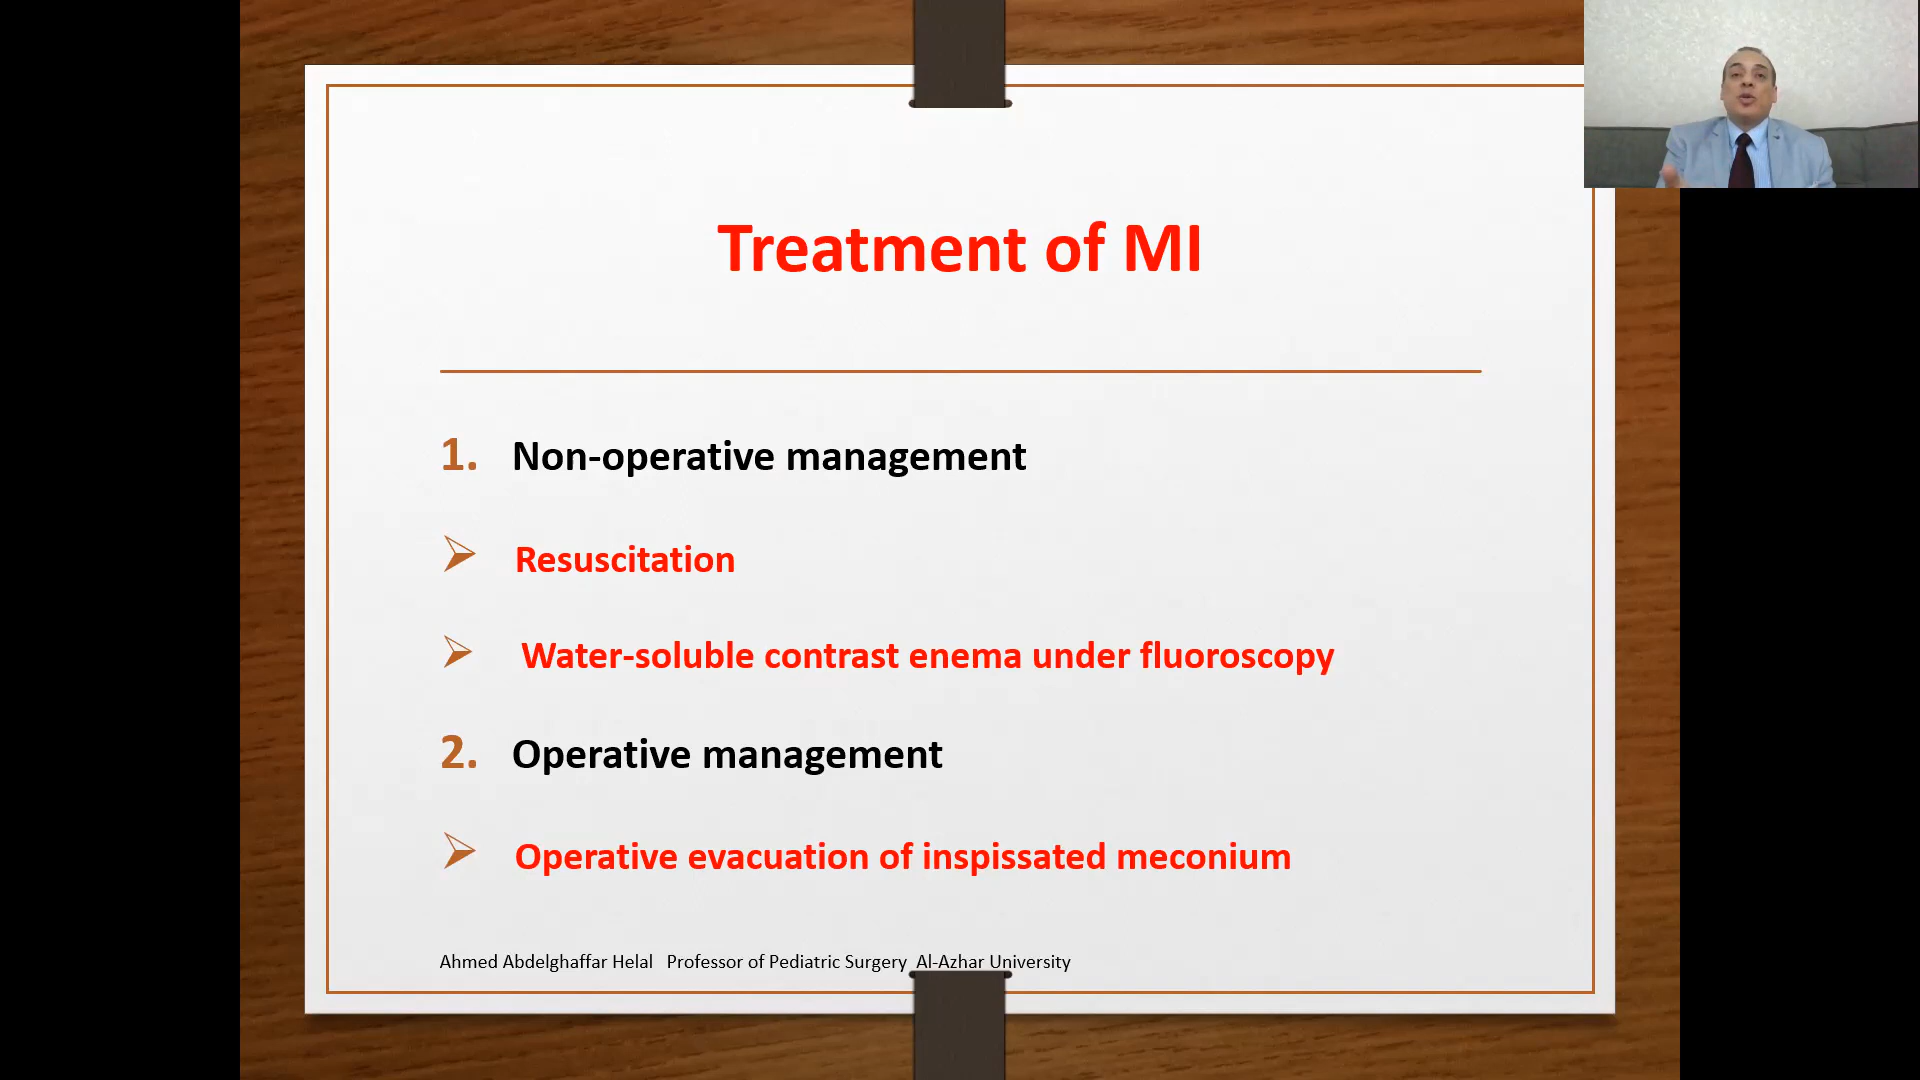 Treatment of MI
1. Non-operative management
➢ Resuscitation
➢ Water-soluble contrast enema under fluoroscopy
2. Operative management
➢ Operative evacuation of inspissated meconium
Ahmed Abdelghaffar Helal Professor of Pediatric Surgery Al-Azhar University